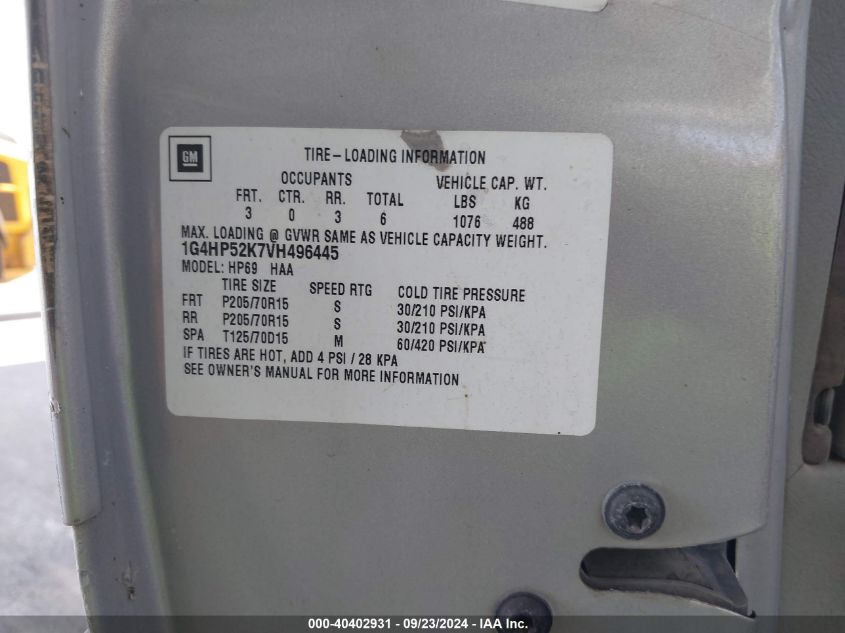 GM
TIRE-LOADING INFORMATION
OCCUPANTS VEHICLE CAP. WT.
FRT. CTR. RR. TOTAL LBS KG
3 0 3 6 1076 488
MAX. LOADING @ GVWR SAME AS VEHICLE CAPACITY WEIGHT.
1G4HP52K7VH496445
MODEL: HP69 HAA
TIRE SIZE SPEED RTG COLD TIRE PRESSURE
FRT P205/70R15 S 30/210 PSI/KPA
RR P205/70R15 S 30/210 PSI/KPA
SPA T125/70D15 M 60/420 PSI/KPA
IF TIRES ARE HOT, ADD 4 PSI / 28 KPA
SEE OWNER'S MANUAL FOR MORE INFORMATION
000-40402931 - 09/23/2024 - IAA Inc.